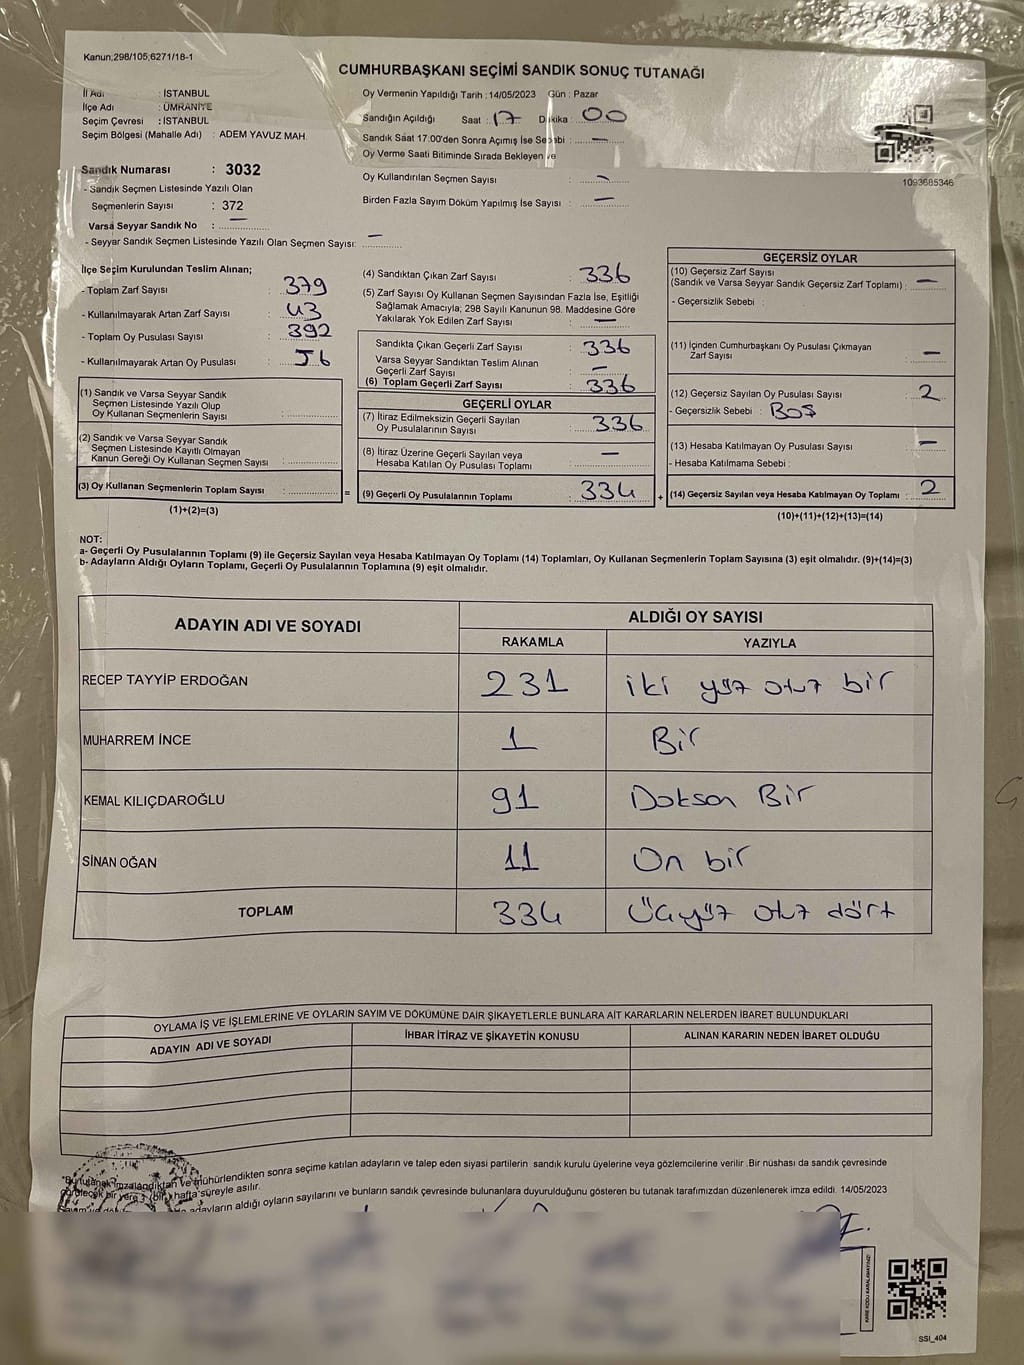 Kanun;298/105;6271/18-1
CUMHURBAŞKANI SEÇİMİ SANDIK SONUÇ TUTANAĞI
İl Adı : İSTANBUL
İlçe Adı : ÜMRANİYE
Seçim Çevresi : İSTANBUL
Seçim Bölgesi (Mahalle Adı) : ADEM YAVUZ MAH.
Oy Vermenin Yapıldığı Tarih : 14/05/2023 Gün : Pazar
Sandığın Açıldığı Saat : 17 Dakika : 00
Sandık Saat 17:00'den Sonra Açımış İse Sebebi : —
Oy Verme Saati Bitiminde Sırada Bekleyen ve
Oy Kullandırılan Seçmen Sayısı : —
Birden Fazla Sayım Döküm Yapılmış İse Sayısı : —
1093685346
Sandık Numarası : 3032
- Sandık Seçmen Listesinde Yazılı Olan
Seçmenlerin Sayısı : 372
Varsa Seyyar Sandık No : —
- Seyyar Sandık Seçmen Listesinde Yazılı Olan Seçmen Sayısı: —
İlçe Seçim Kurulundan Teslim Alınan;
- Toplam Zarf Sayısı : 379
- Kullanılmayarak Artan Zarf Sayısı : 43
- Toplam Oy Pusulası Sayısı : 392
- Kullanılmayarak Artan Oy Pusulası : 56
(1) Sandık ve Varsa Seyyar Sandık
Seçmen Listesinde Yazılı Olup
Oy Kullanan Seçmenlerin Sayısı :
(2) Sandık ve Varsa Seyyar Sandık
Seçmen Listesinde Kayıtlı Olmayan
Kanun Gereği Oy Kullanan Seçmen Sayısı :
(3) Oy Kullanan Seçmenlerin Toplam Sayısı : =
(1)+(2)=(3)
(4) Sandıktan Çıkan Zarf Sayısı : 336
(5) Zarf Sayısı Oy Kullanan Seçmen Sayısından Fazla İse, Eşitliği
Sağlamak Amacıyla; 298 Sayılı Kanunun 98. Maddesine Göre
Yakılarak Yok Edilen Zarf Sayısı : —
Sandıkta Çıkan Geçerli Zarf Sayısı : 336
Varsa Seyyar Sandıktan Teslim Alınan
Geçerli Zarf Sayısı : —
(6) Toplam Geçerli Zarf Sayısı : 336
GEÇERLİ OYLAR
(7) İtiraz Edilmeksizin Geçerli Sayılan
Oy Pusulalarının Sayısı : 336
(8) İtiraz Üzerine Geçerli Sayılan veya
Hesaba Katılan Oy Pusulası Toplamı : —
(9) Geçerli Oy Pusulalarının Toplamı : 334 +
GEÇERSİZ OYLAR
(10) Geçersiz Zarf Sayısı
(Sandık ve Varsa Seyyar Sandık Geçersiz Zarf Toplamı) : —
- Geçersizlik Sebebi :
(11) İçinden Cumhurbaşkanı Oy Pusulası Çıkmayan
Zarf Sayısı : —
(12) Geçersiz Sayılan Oy Pusulası Sayısı : 2
- Geçersizlik Sebebi : BOŞ
(13) Hesaba Katılmayan Oy Pusulası Sayısı : —
- Hesaba Katılmama Sebebi :
(14) Geçersiz Sayılan veya Hesaba Katılmayan Oy Toplamı : 2
(10)+(11)+(12)+(13)=(14)
NOT:
a- Geçerli Oy Pusulalarının Toplamı (9) ile Geçersiz Sayılan veya Hesaba Katılmayan Oy Toplamı (14) Toplamları, Oy Kullanan Seçmenlerin Toplam Sayısına (3) eşit olmalıdır. (9)+(14)=(3)
b- Adayların Aldığı Oyların Toplamı, Geçerli Oy Pusulalarının Toplamına (9) eşit olmalıdır.
ADAYIN ADI VE SOYADI ALDIĞI OY SAYISI
RAKAMLA YAZIYLA
RECEP TAYYİP ERDOĞAN 231 iki yüz otuz bir
MUHARREM İNCE 1 Bir
KEMAL KILIÇDAROĞLU 91 Doksan Bir
SİNAN OĞAN 11 On bir
TOPLAM 334 Üçyüz otuz dört
OYLAMA İŞ VE İŞLEMLERİNE VE OYLARIN SAYIM VE DÖKÜMÜNE DAİR ŞİKAYETLERLE BUNLARA AİT KARARLARIN NELERDEN İBARET BULUNDUKLARI
ADAYIN ADI VE SOYADI İHBAR İTİRAZ VE ŞİKAYETİN KONUSU ALINAN KARARIN NEDEN İBARET OLDUĞU
"Bu tutanak imzalandıktan ve mühürlendikten sonra seçime katılan adayların ve talep eden siyasi partilerin sandık kurulu üyelerine veya gözlemcilerine verilir .Bir nüshası da sandık çevresinde
görülecek bir yere 1 (bir) hafta süreyle asılır.
adayların aldığı oyların sayılarını ve bunların sandık çevresinde bulunanlara duyurulduğunu gösteren bu tutanak tarafımızdan düzenlenerek imza edildi. 14/05/2023
KARE KODU KARALAMAYINIZ!
SSI_404